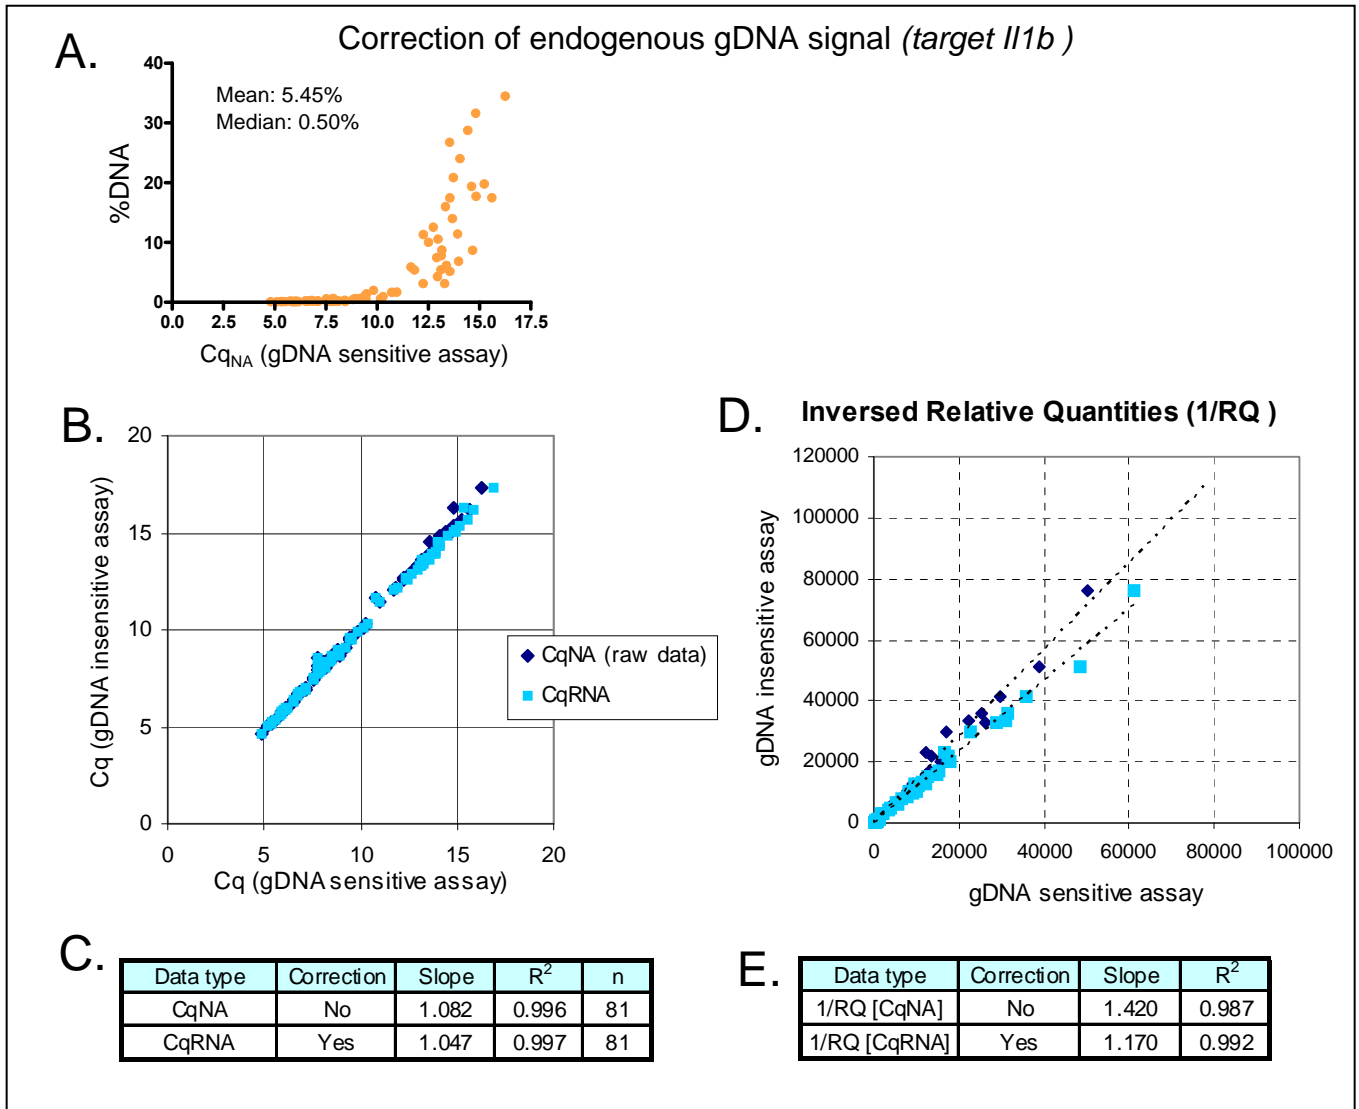 Correction of endogenous gDNA signal (target Il1b )
A.
40
30
20
10
0
%DNA
Mean: 5.45%
Median: 0.50%
0.0 2.5 5.0 7.5 10.0 12.5 15.0 17.5
CqNA (gDNA sensitive assay)
B.
20
15
10
5
0
Cq (gDNA insensitive assay)
0 5 10 15 20
Cq (gDNA sensitive assay)
CqNA (raw data)
CqRNA
D.
Inversed Relative Quantities (1/RQ )
120000
100000
80000
60000
40000
20000
0
gDNA insensitive assay
0 20000 40000 60000 80000 100000
gDNA sensitive assay
C.
Data type Correction Slope R2 n
CqNA No 1.082 0.996 81
CqRNA Yes 1.047 0.997 81
E.
Data type Correction Slope R2
1/RQ [CqNA] No 1.420 0.987
1/RQ [CqRNA] Yes 1.170 0.992